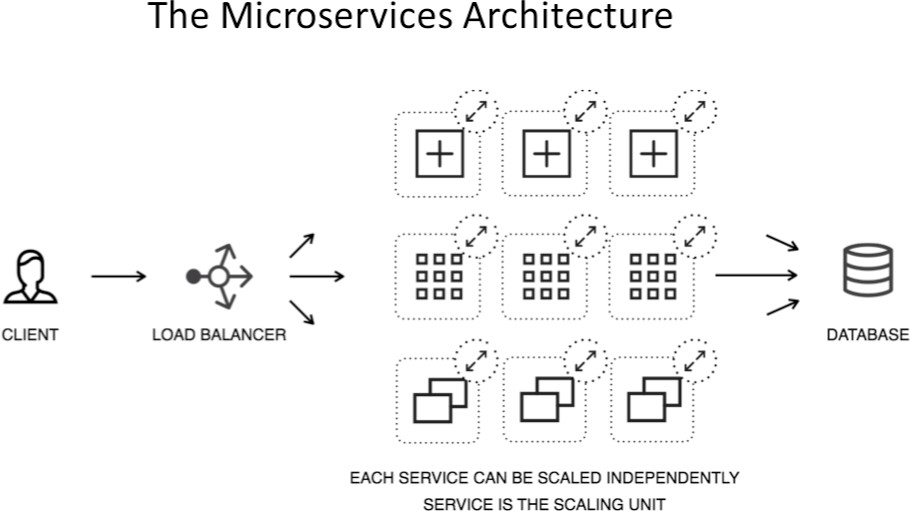 The Microservices Architecture
CLIENT
LOAD BALANCER
DATABASE
EACH SERVICE CAN BE SCALED INDEPENDENTLY
SERVICE IS THE SCALING UNIT